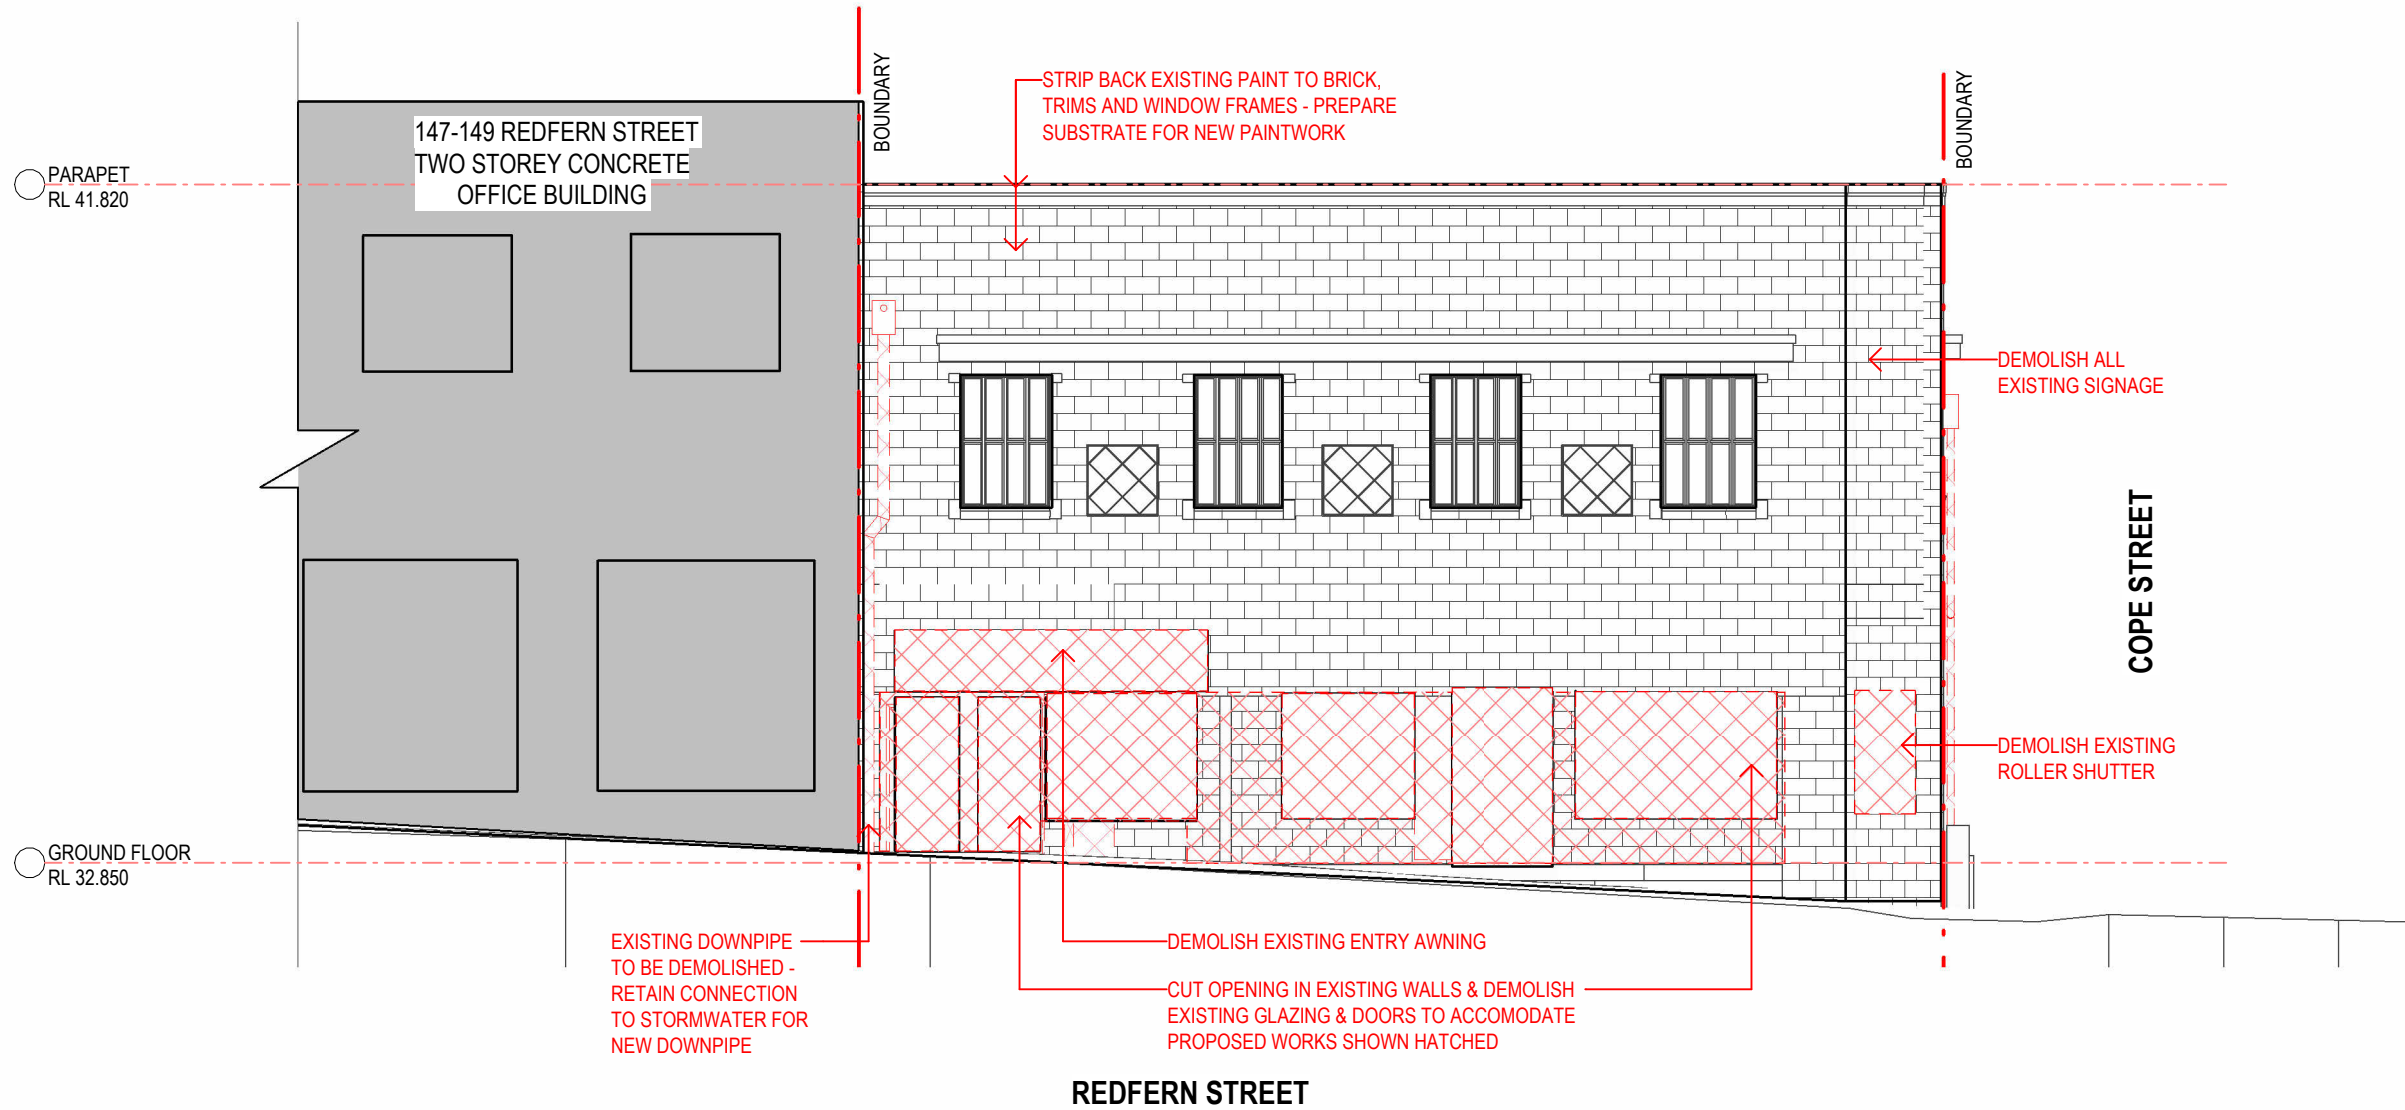 BOUNDARY
BOUNDARY
STRIP BACK EXISTING PAINT TO BRICK,
TRIMS AND WINDOW FRAMES - PREPARE
SUBSTRATE FOR NEW PAINTWORK
147-149 REDFERN STREET
TWO STOREY CONCRETE
OFFICE BUILDING
PARAPET
RL 41.820
DEMOLISH ALL
EXISTING SIGNAGE
COPE STREET
DEMOLISH EXISTING
ROLLER SHUTTER
GROUND FLOOR
RL 32.850
EXISTING DOWNPIPE
TO BE DEMOLISHED -
RETAIN CONNECTION
TO STORMWATER FOR
NEW DOWNPIPE
DEMOLISH EXISTING ENTRY AWNING
CUT OPENING IN EXISTING WALLS & DEMOLISH
EXISTING GLAZING & DOORS TO ACCOMODATE
PROPOSED WORKS SHOWN HATCHED
REDFERN STREET